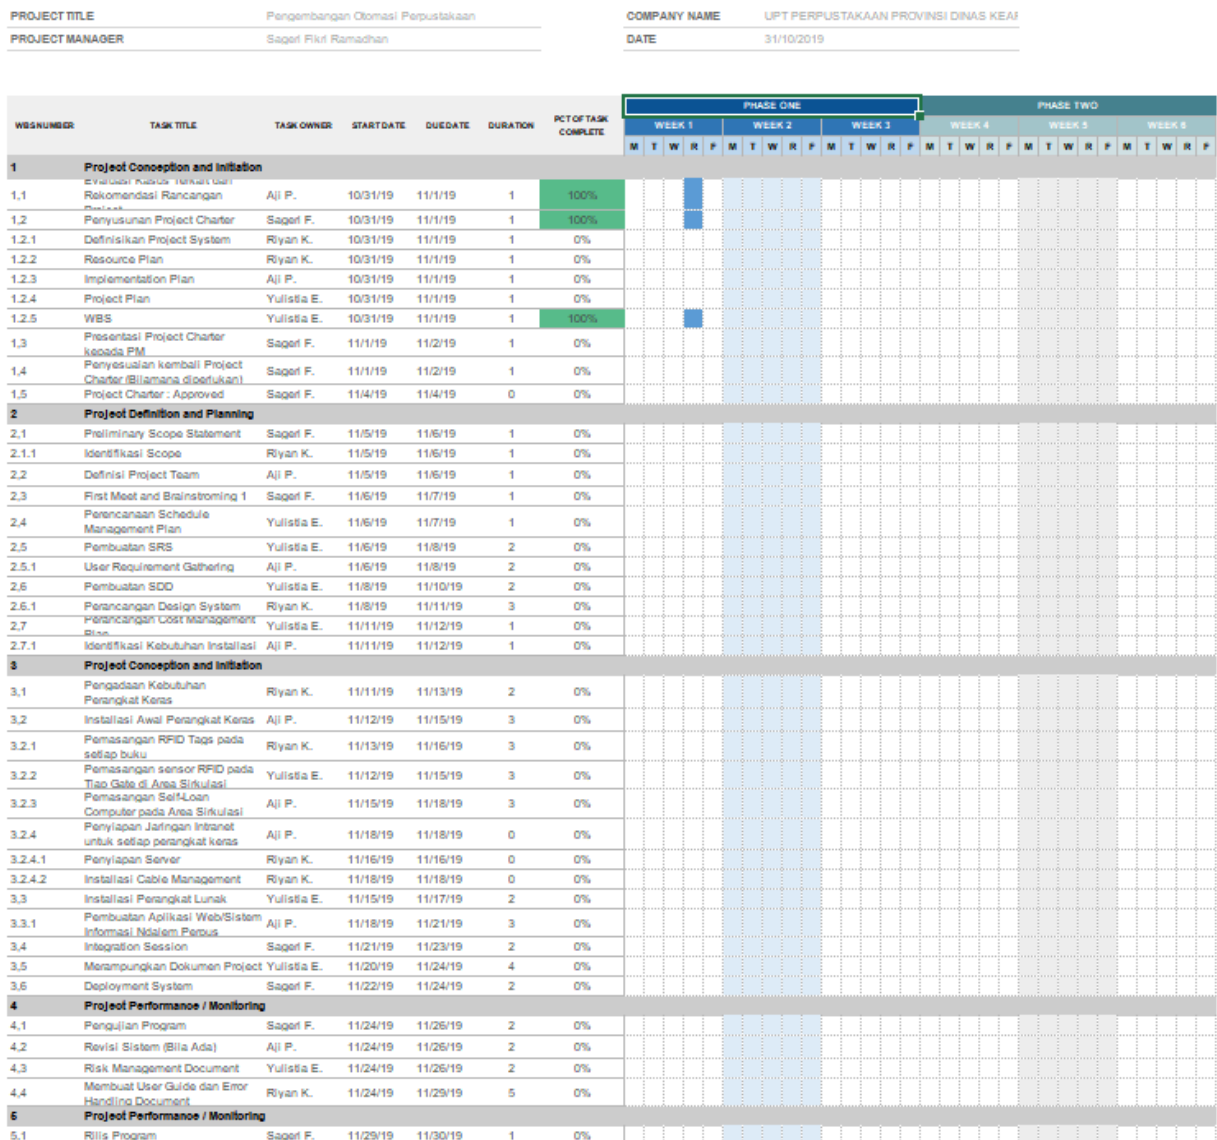 PROJECT TITLE Pengembangan Otomasi Perpustakaan COMPANY NAME UPT PERPUSTAKAAN PROVINSI DINAS KEAR
PROJECT MANAGER Sageri Fikri Ramadhan DATE 31/10/2019
PHASE ONE PHASE TWO
WBS NUMBER TASK TITLE TASK OWNER START DATE DUE DATE DURATION PCT OF TASK COMPLETE WEEK 1 WEEK 2 WEEK 3 WEEK 4 WEEK 5 WEEK 6
M T W R F M T W R F M T W R F M T W R F M T W R F M T W R F
1 Project Conception and Initiation
1,1 Evaluasi Kasus Terkait dan Rekomendasi Rancangan Project Aji P. 10/31/19 11/1/19 1 100%
1,2 Penyusunan Project Charter Sageri F. 10/31/19 11/1/19 1 100%
1.2.1 Definisikan Project System Riyan K. 10/31/19 11/1/19 1 0%
1.2.2 Resource Plan Riyan K. 10/31/19 11/1/19 1 0%
1.2.3 Implementation Plan Aji P. 10/31/19 11/1/19 1 0%
1.2.4 Project Plan Yulistia E. 10/31/19 11/1/19 1 0%
1.2.5 WBS Yulistia E. 10/31/19 11/1/19 1 100%
1,3 Presentasi Project Charter kepada PM Sageri F. 11/1/19 11/2/19 1 0%
1,4 Penyesuaian kembali Project Charter (Bilamana diperlukan) Sageri F. 11/1/19 11/2/19 1 0%
1,5 Project Charter : Approved Sageri F. 11/4/19 11/4/19 0 0%
2 Project Definition and Planning
2,1 Preliminary Scope Statement Sageri F. 11/5/19 11/6/19 1 0%
2.1.1 Identifikasi Scope Riyan K. 11/5/19 11/6/19 1 0%
2,2 Definisi Project Team Aji P. 11/5/19 11/6/19 1 0%
2,3 First Meet and Brainstroming 1 Sageri F. 11/6/19 11/7/19 1 0%
2,4 Perencanaan Schedule Management Plan Yulistia E. 11/6/19 11/7/19 1 0%
2,5 Pembuatan SRS Yulistia E. 11/6/19 11/8/19 2 0%
2.5.1 User Requirement Gathering Aji P. 11/6/19 11/8/19 2 0%
2,6 Pembuatan SDD Yulistia E. 11/8/19 11/10/19 2 0%
2.6.1 Perancangan Design System Riyan K. 11/8/19 11/11/19 3 0%
2,7 Perancangan Cost Management Plan Yulistia E. 11/11/19 11/12/19 1 0%
2.7.1 Identifikasi Kebutuhan Installasi Aji P. 11/11/19 11/12/19 1 0%
3 Project Conception and Initiation
3,1 Pengadaan Kebutuhan Perangkat Keras Riyan K. 11/11/19 11/13/19 2 0%
3,2 Installasi Awal Perangkat Keras Aji P. 11/12/19 11/15/19 3 0%
3.2.1 Pemasangan RFID Tags pada setiap buku Riyan K. 11/13/19 11/16/19 3 0%
3.2.2 Pemasangan sensor RFID pada Tiap Gate di Area Sirkulasi Yulistia E. 11/12/19 11/15/19 3 0%
3.2.3 Pemasangan Self-Loan Computer pada Area Sirkulasi Aji P. 11/15/19 11/18/19 3 0%
3.2.4 Penyiapan Jaringan Intranet untuk setiap perangkat keras Aji P. 11/18/19 11/18/19 0 0%
3.2.4.1 Penyiapan Server Riyan K. 11/16/19 11/16/19 0 0%
3.2.4.2 Installasi Cable Management Riyan K. 11/18/19 11/18/19 0 0%
3,3 Installasi Perangkat Lunak Yulistia E. 11/15/19 11/17/19 2 0%
3.3.1 Pembuatan Aplikasi Web/Sistem Informasi Ndalem Perpus Aji P. 11/18/19 11/21/19 3 0%
3,4 Integration Session Sageri F. 11/21/19 11/23/19 2 0%
3,5 Merampungkan Dokumen Project Yulistia E. 11/20/19 11/24/19 4 0%
3,6 Deployment System Sageri F. 11/22/19 11/24/19 2 0%
4 Project Performance / Monitoring
4,1 Pengujian Program Sageri F. 11/24/19 11/26/19 2 0%
4,2 Revisi Sistem (Bila Ada) Aji P. 11/24/19 11/26/19 2 0%
4,3 Risk Management Document Yulistia E. 11/24/19 11/26/19 2 0%
4,4 Membuat User Guide dan Error Handling Document Riyan K. 11/24/19 11/29/19 5 0%
5 Project Performance / Monitoring
5.1 Rilis Program Sageri F. 11/29/19 11/30/19 1 0%